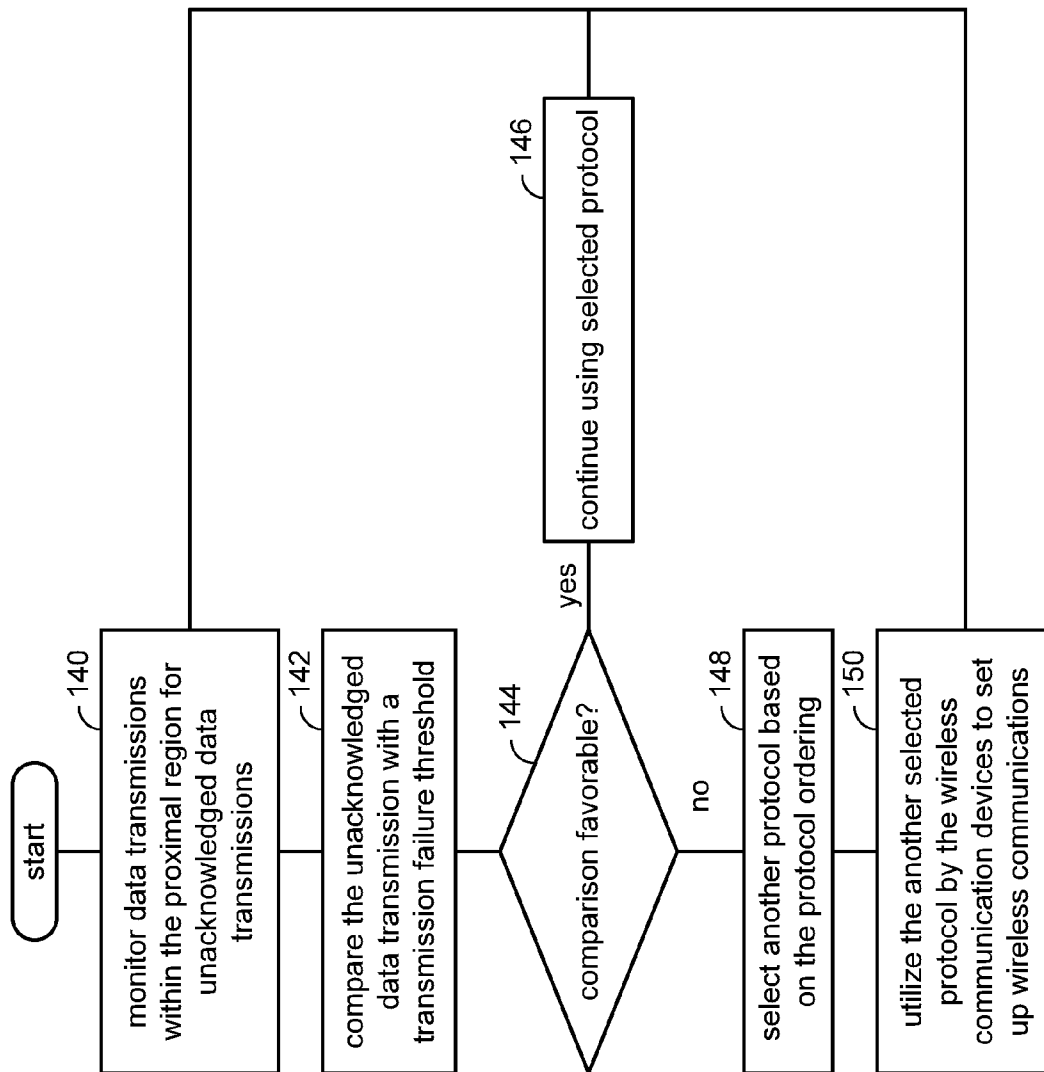 start
140
monitor data transmissions
within the proximal region for
unacknowledged data
transmissions
142
compare the unacknowledged
data transmission with a
transmission failure threshold
144
comparison favorable?
yes
146
continue using selected protocol
no
148
select another protocol based
on the protocol ordering
150
utilize the another selected
protocol by the wireless
communication devices to set
up wireless communications